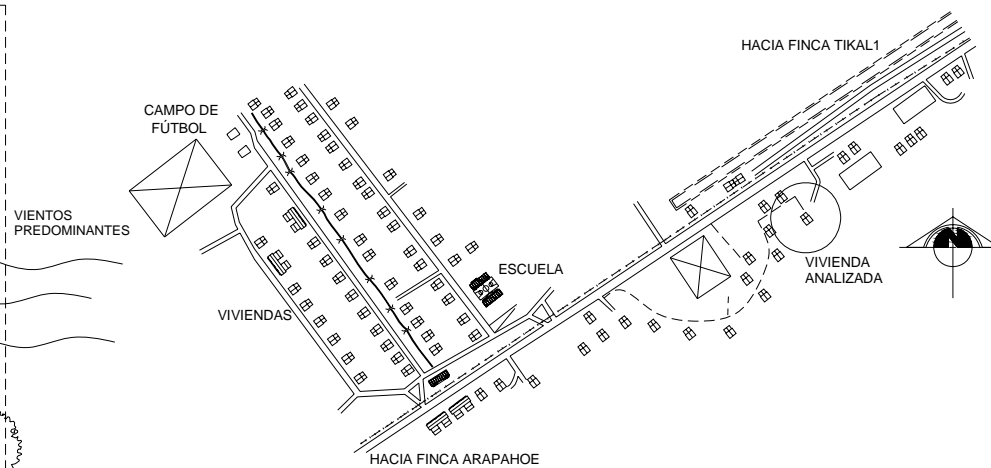 HACIA FINCA TIKAL1
CAMPO DE
FÚTBOL
VIENTOS
PREDOMINANTES
N
ESCUELA
VIVIENDA
ANALIZADA
VIVIENDAS
HACIA FINCA ARAPAHOE